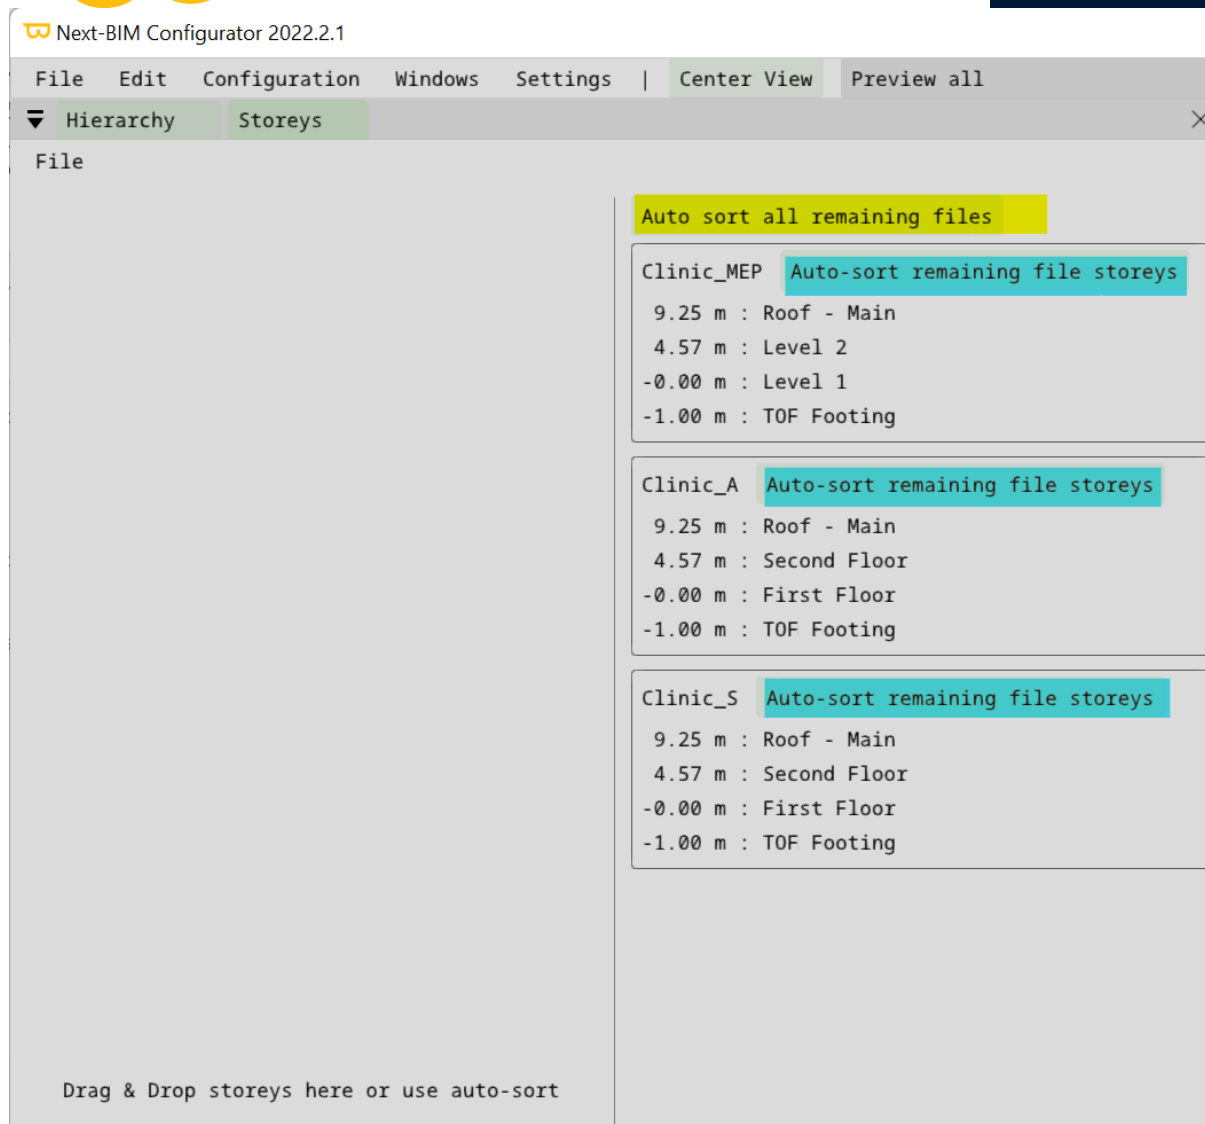 Next-BIM Configurator 2022.2.1
File Edit Configuration Windows Settings | Center View Preview all
Hierarchy Storeys
File
Auto sort all remaining files
Clinic_MEP Auto-sort remaining file storeys
9.25 m : Roof - Main
4.57 m : Level 2
-0.00 m : Level 1
-1.00 m : TOF Footing
Clinic_A Auto-sort remaining file storeys
9.25 m : Roof - Main
4.57 m : Second Floor
-0.00 m : First Floor
-1.00 m : TOF Footing
Clinic_S Auto-sort remaining file storeys
9.25 m : Roof - Main
4.57 m : Second Floor
-0.00 m : First Floor
-1.00 m : TOF Footing
Drag & Drop storeys here or use auto-sort